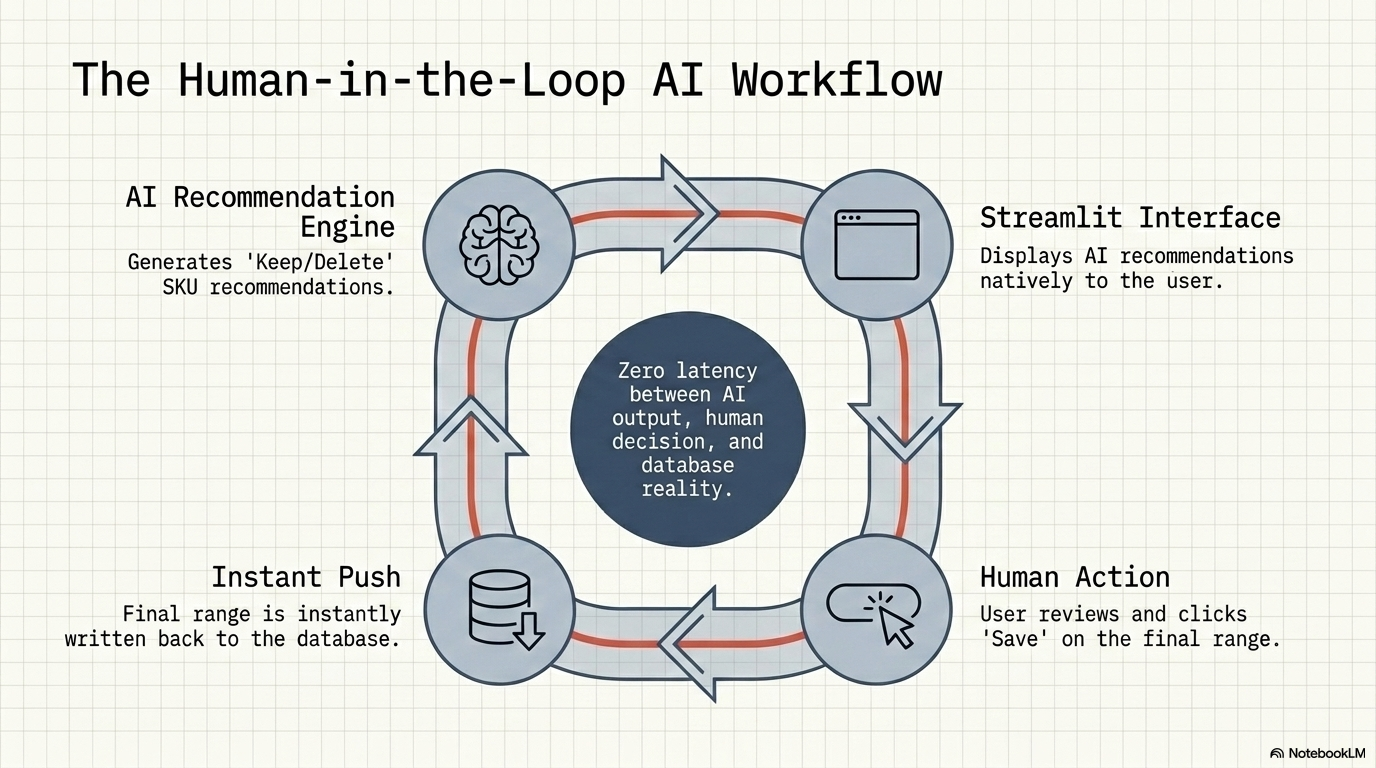 The Human-in-the-Loop AI Workflow
AI Recommendation
Engine
Generates 'Keep/Delete'
SKU recommendations.
Streamlit Interface
Displays AI recommendations
natively to the user.
Zero latency
between AI
output, human
decision, and
database
reality.
Instant Push
Final range is instantly
written back to the database.
Human Action
User reviews and clicks
'Save' on the final range.
NotebookLM